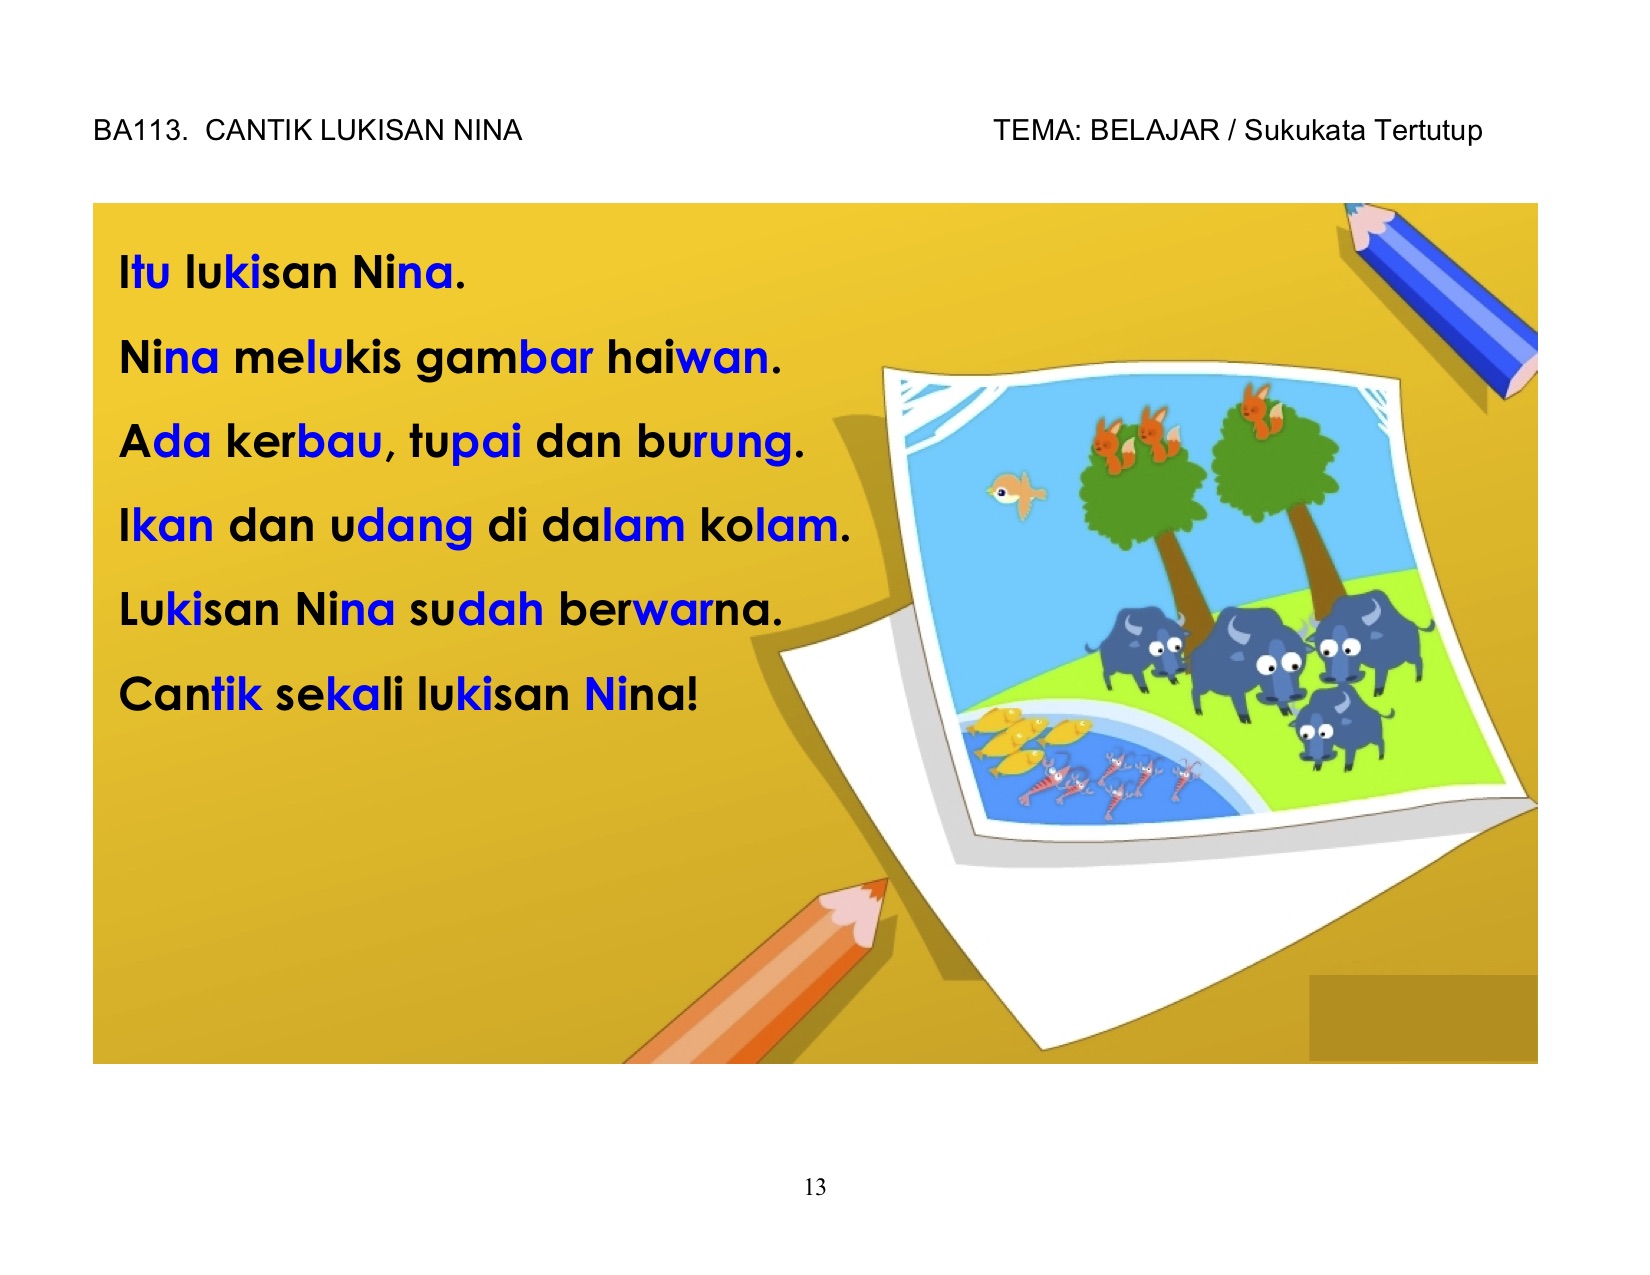 BA113. CANTIK LUKISAN NINA
TEMA: BELAJAR / Sukukata Tertutup
Itu lukisan Nina.
Nina melukis gambar haiwan.
Ada kerbau, tupai dan burung.
Ikan dan udang di dalam kolam.
Lukisan Nina sudah berwarna.
Cantik sekali lukisan Nina!
13